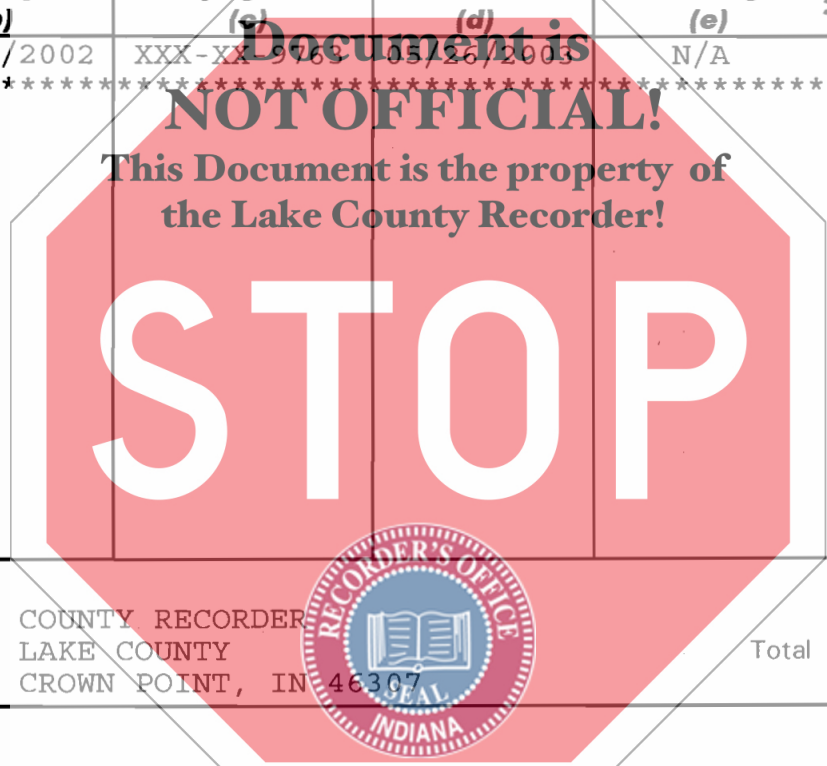 ) (c) (d) (e)
/2002 XXX-XX-9763 05/26/2003 N/A
Document is
NOT OFFICIAL!
This Document is the property of
the Lake County Recorder!
STOP
RECORDER'S OFFICE
SEAL
INDIANA
COUNTY RECORDER
LAKE COUNTY
CROWN POINT, IN 46307
Total